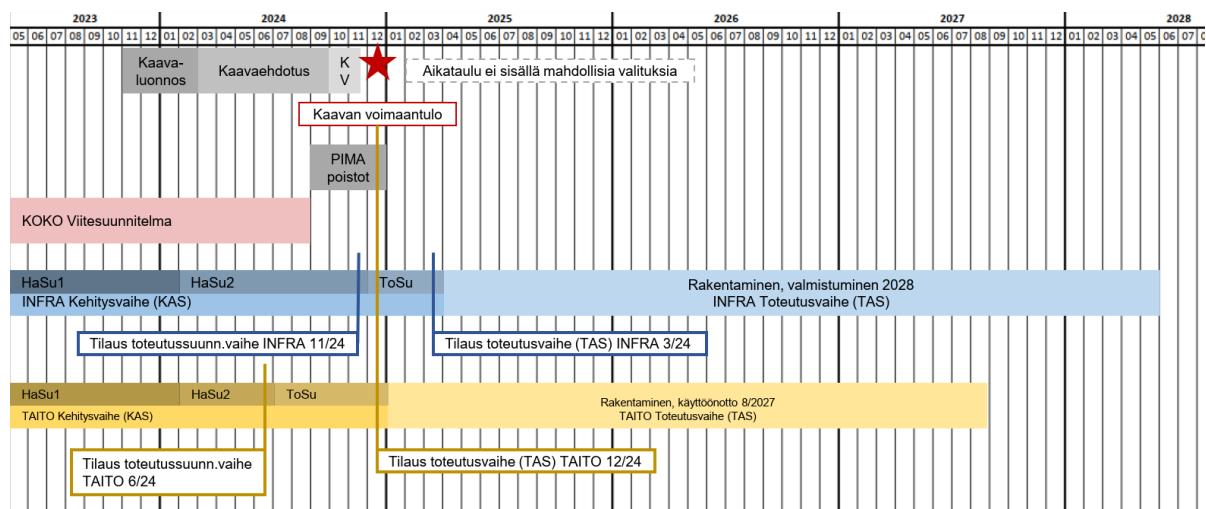 2023 2024 2025 2026 2027 2028
05 06 07 08 09 10 11 12 01 02 03 04 05 06 07 08 09 10 11 12 01 02 03 04 05 06 07 08 09 10 11 12 01 02 03 04 05 06 07 08 09 10 11 12 01 02 03 04 05 06 07 08 09 10 11 12 01 02 03 04 05 06 07
Kaava-
luonnos
Kaavaehdotus
K
V
Aikataulu ei sisällä mahdollisia valituksia
Kaavan voimaantulo
PIMA
poistot
KOKO Viitesuunnitelma
HaSu1 HaSu2 ToSu
INFRA Kehitysvaihe (KAS)
Rakentaminen, valmistuminen 2028
INFRA Toteutusvaihe (TAS)
Tilaus toteutussuunn.vaihe INFRA 11/24
Tilaus toteutusvaihe (TAS) INFRA 3/24
HaSu1 HaSu2 ToSu
TAITO Kehitysvaihe (KAS)
Rakentaminen, käyttöönotto 8/2027
TAITO Toteutusvaihe (TAS)
Tilaus toteutussuunn.vaihe
TAITO 6/24
Tilaus toteutusvaihe (TAS) TAITO 12/24